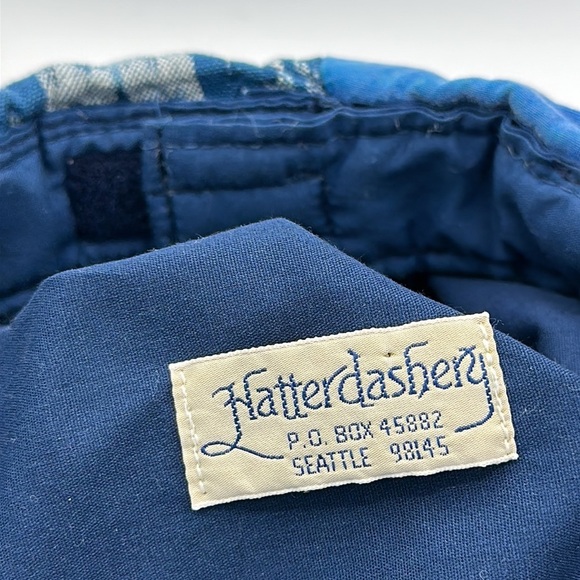 Hatterdashery
P.O. BOX 45882
SEATTLE 98145